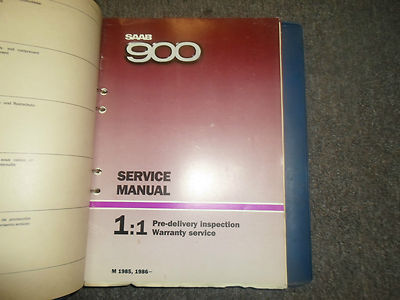 SAAB
900
SERVICE
MANUAL
1:1 Pre-delivery inspection
Warranty service
M 1985, 1986–